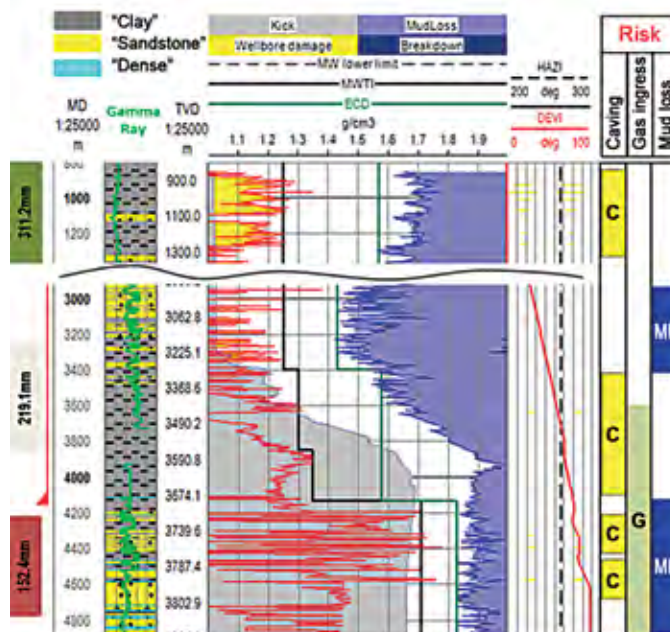 "Clay"
"Sandstone"
"Dense"
Kick MudLoss
Wellbore damage Breakdown
MW lower limit
MWTI
ECD
g/cm3
1.1 1.2 1.3 1.4 1.5 1.6 1.7 1.8 1.9
MD
1:25000
m
Gamma
Ray
TVD
1:25000
m
HAZI
200 deg 300
DEVI
0 deg 100
Risk
Caving
Gas ingress
Mud loss
311.2mm
219.1mm
152.4mm
1000
1200
3000
3200
3400
3600
3800
4000
4200
4400
4600
4800
900.0
1100.0
1300.0
3062.8
3225.1
3368.6
3490.2
3590.8
3674.1
3739.6
3787.4
3802.9
C
C
C
C
G